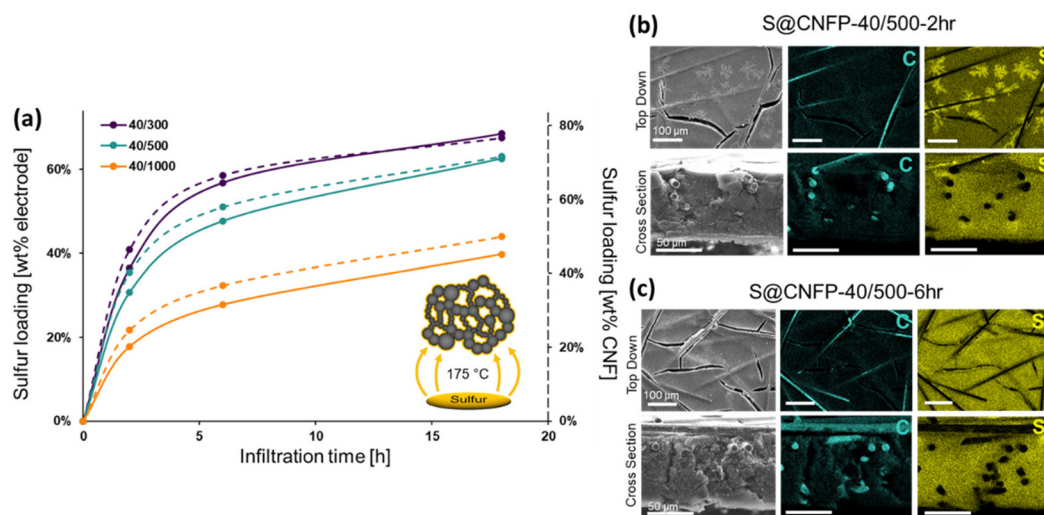 (a)
40/300
40/500
40/1000
60%
40%
20%
0%
Sulfur loading [wt% electrode]
0
5
10
15
20
Infiltration time [h]
80%
60%
40%
20%
0%
Sulfur loading [wt% CNF]
175 °C
Sulfur
(b)
S@CNFP-40/500-2hr
Top Down
100 µm
C
S
Cross Section
50 µm
C
S
(c)
S@CNFP-40/500-6hr
Top Down
100 µm
C
S
Cross Section
50 µm
C
S